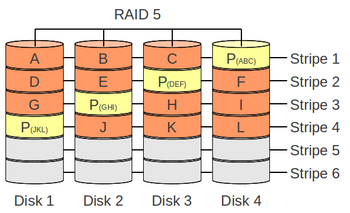 RAID 5
A B C P(ABC) Stripe 1
D E P(DEF) F Stripe 2
G P(GHI) H I Stripe 3
P(JKL) J K L Stripe 4
Stripe 5
Stripe 6
Disk 1 Disk 2 Disk 3 Disk 4